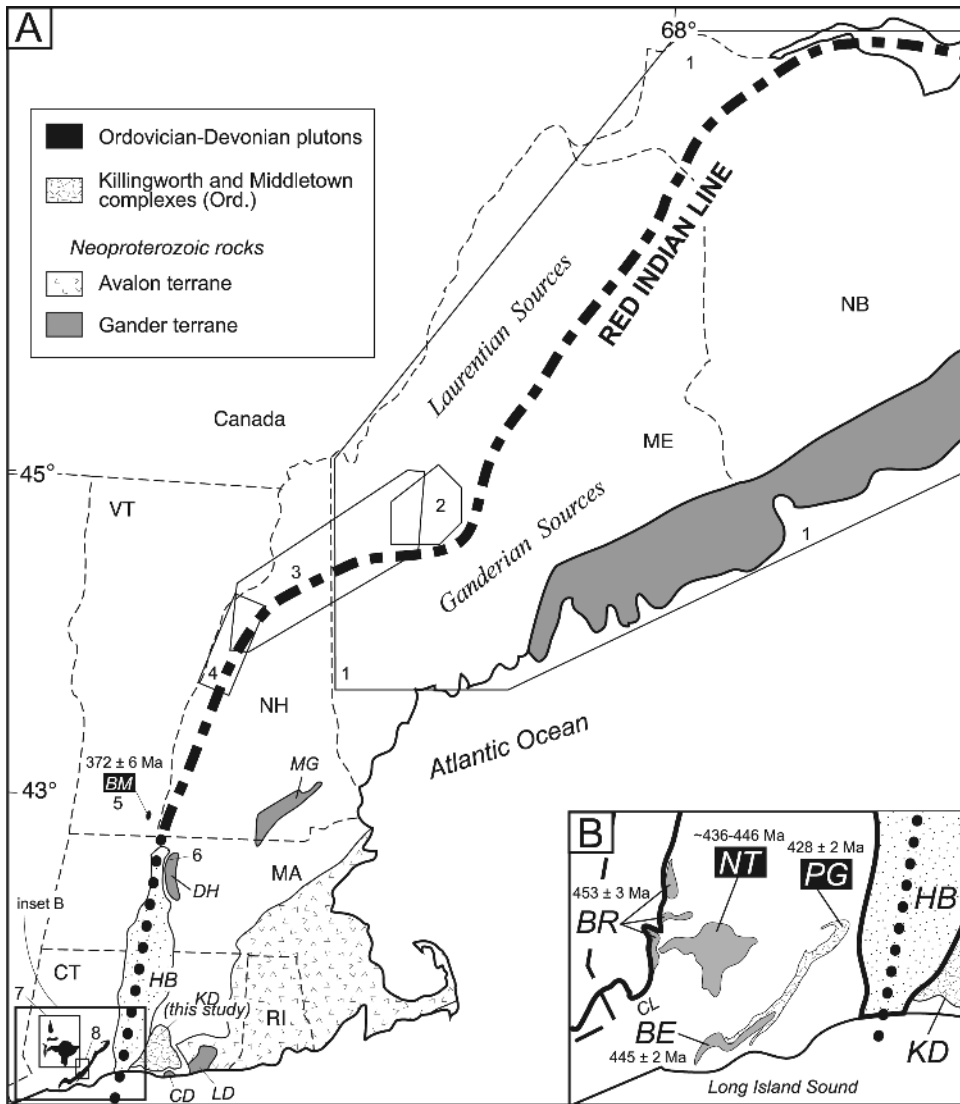 A
68°
1
Ordovician-Devonian plutons
Killingworth and Middletown
complexes (Ord.)
Neoproterozoic rocks
Avalon terrane
Gander terrane
RED INDIAN LINE
Laurentian Sources
NB
Canada
ME
45°
VT
2
Ganderian Sources
1
3
4
1
NH
Atlantic Ocean
372 ± 6 Ma
BM
5
MG
43°
6
DH
MA
inset B
CT
HB
KD
(this study)
RI
7
8
CD
LD
B
~436-446 Ma
NT
428 ± 2 Ma
PG
453 ± 3 Ma
BR
HB
CL
BE
445 ± 2 Ma
KD
Long Island Sound